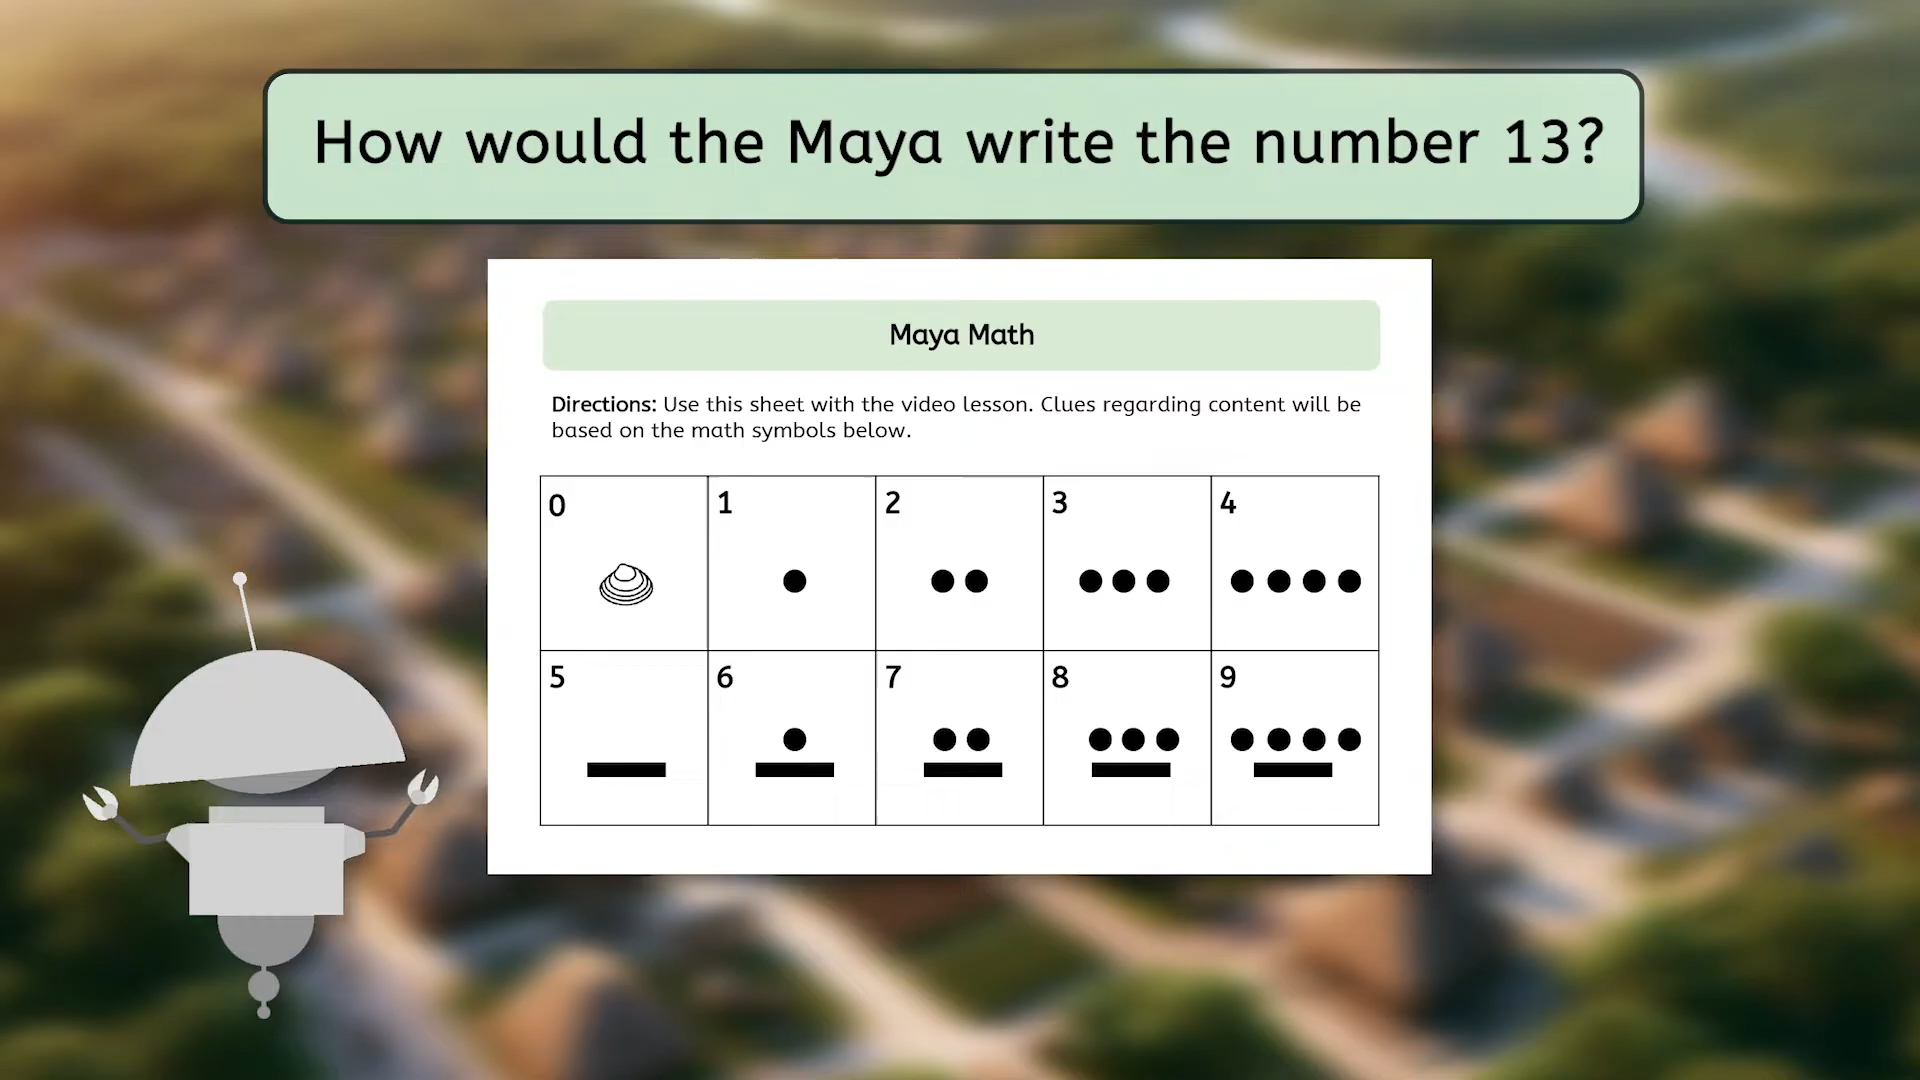 How would the Maya write the number 13?
Maya Math
Directions: Use this sheet with the video lesson. Clues regarding content will be
based on the math symbols below.
0 1 2 3 4
5 6 7 8 9